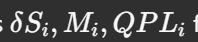 s δSᵢ, Mᵢ, QPLᵢ f